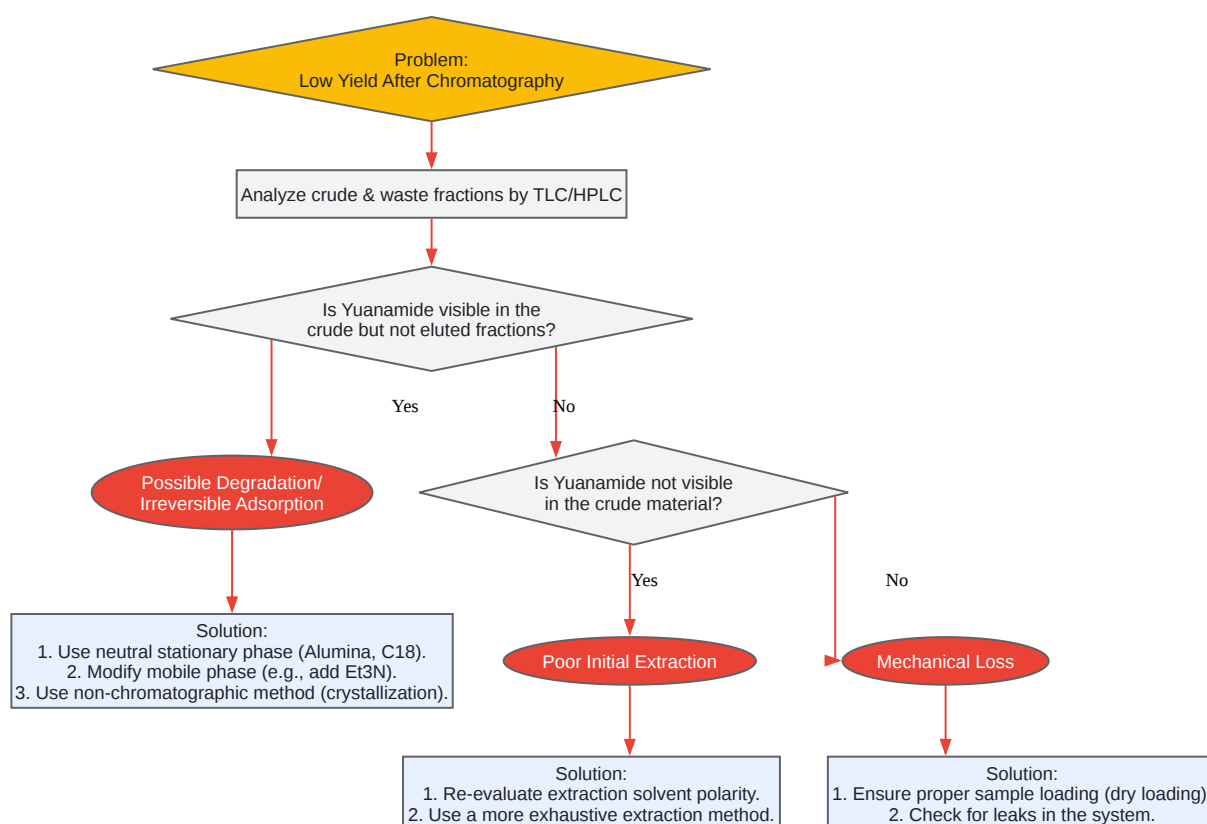 Problem:
Low Yield After Chromatography
Analyze crude & waste fractions by TLC/HPLC
Is Yuanamide visible in the
crude but not eluted fractions?
Yes
No
Possible Degradation/
Irreversible Adsorption
Is Yuanamide not visible
in the crude material?
Yes
No
Solution:
1. Use neutral stationary phase (Alumina, C18).
2. Modify mobile phase (e.g., add Et3N).
3. Use non-chromatographic method (crystallization).
Poor Initial Extraction
Mechanical Loss
Solution:
1. Re-evaluate extraction solvent polarity.
2. Use a more exhaustive extraction method.
Solution:
1. Ensure proper sample loading (dry loading)
2. Check for leaks in the system.